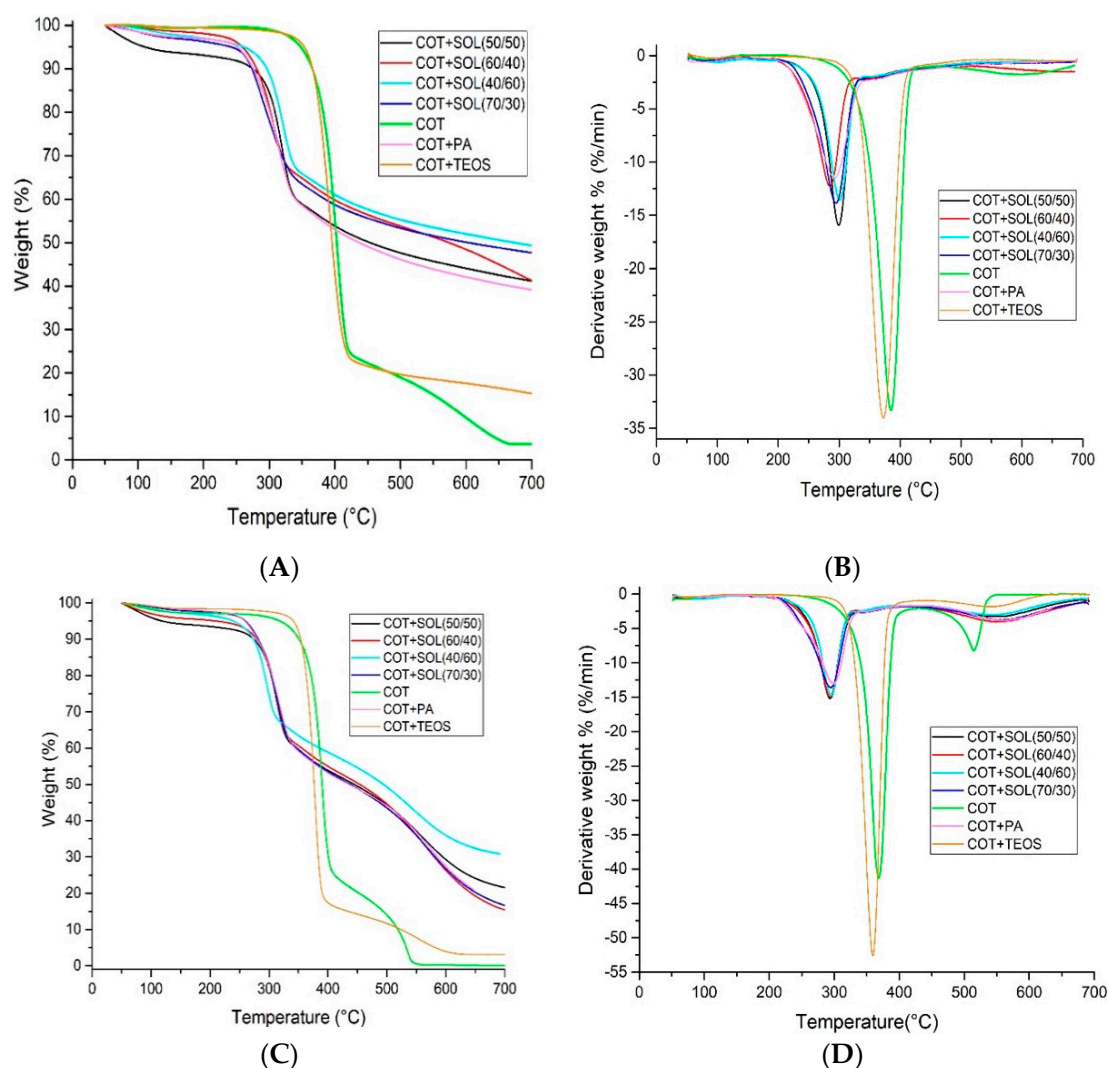 100
90
80
70
60
50
40
30
20
10
0
Weight (%)
COT+SOL(50/50)
COT+SOL(60/40)
COT+SOL(40/60)
COT+SOL(70/30)
COT
COT+PA
COT+TEOS
0 100 200 300 400 500 600 700
Temperature (°C)
(A)
0
-5
-10
-15
-20
-25
-30
-35
Derivative weight % (%/min)
COT+SOL(50/50)
COT+SOL(60/40)
COT+SOL(40/60)
COT+SOL(70/30)
COT
COT+PA
COT+TEOS
0 100 200 300 400 500 600 700
Temperature (°C)
(B)
100
90
80
70
60
50
40
30
20
10
0
Weight (%)
COT+SOL(50/50)
COT+SOL(60/40)
COT+SOL(40/60)
COT+SOL(70/30)
COT
COT+PA
COT+TEOS
0 100 200 300 400 500 600 700
Temperature (°C)
(C)
0
-5
-10
-15
-20
-25
-30
-35
-40
-45
-50
-55
Derivative weight % (%/min)
COT+SOL(50/50)
COT+SOL(60/40)
COT+SOL(40/60)
COT+SOL(70/30)
COT
COT+PA
COT+TEOS
0 100 200 300 400 500 600 700
Temperature(°C)
(D)